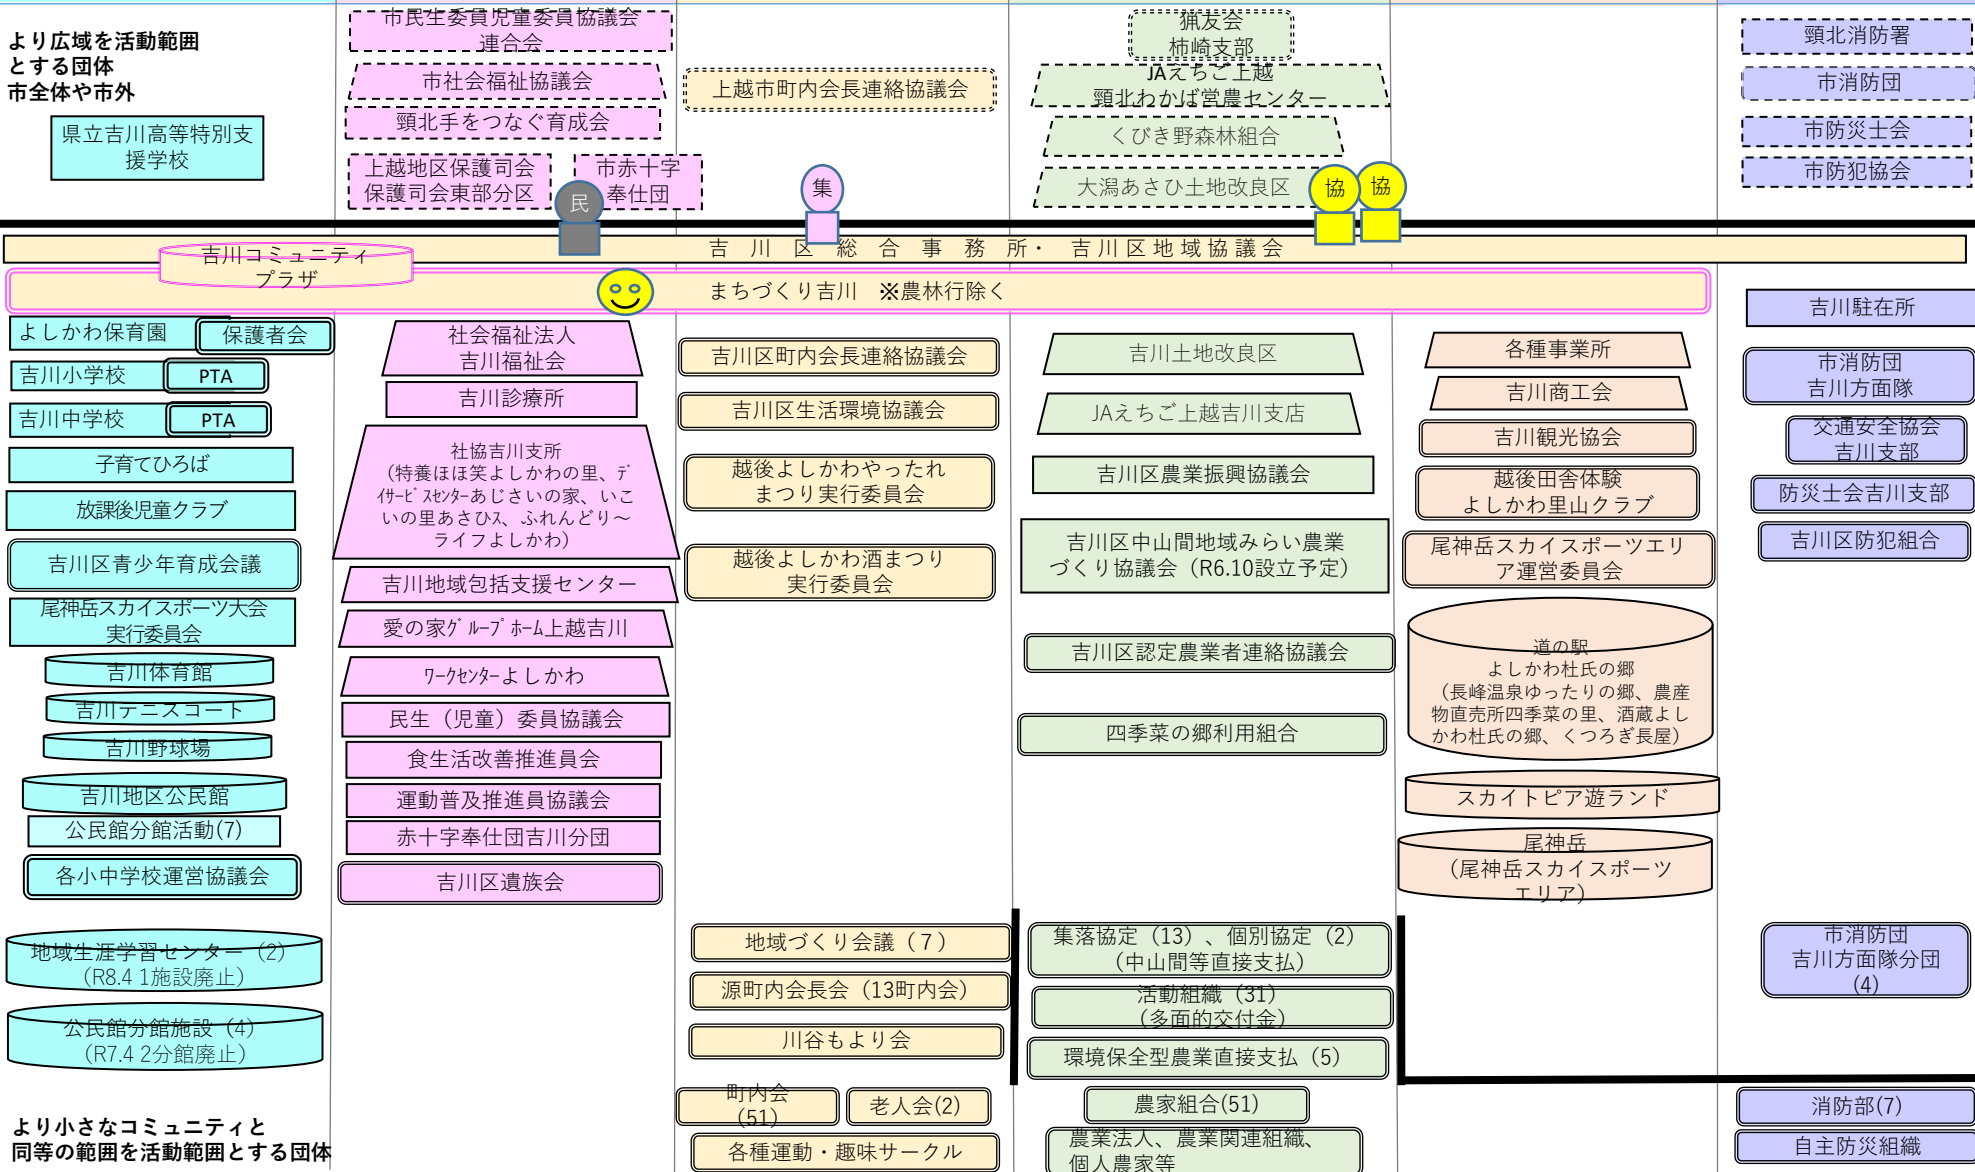 より広域を活動範囲
とする団体
市全体や市外
県立吉川高等特別支
援学校
市民生委員児童委員協議会
連合会
市社会福祉協議会
頸北手をつなぐ育成会
上越地区保護司会
保護司会東部分区
市赤十字
奉仕団
民
上越市町内会長連絡協議会
集
猟友会
柿崎支部
JAえちご上越
頸北わかば営農センター
くびき野森林組合
大潟あさひ土地改良区
協
協
頸北消防署
市消防団
市防災士会
市防犯協会
吉川区総合事務所・吉川区地域協議会
吉川コミュニティ
プラザ
まちづくり吉川 ※農林行除く
よしかわ保育園
保護者会
吉川小学校
PTA
吉川中学校
PTA
子育てひろば
放課後児童クラブ
吉川区青少年育成会議
尾神岳スカイスポーツ大会
実行委員会
吉川体育館
吉川テニスコート
吉川野球場
吉川地区公民館
公民館分館活動(7)
各小中学校運営協議会
地域生涯学習センター（2）
（R8.4 1施設廃止）
公民館分館施設（4）
（R7.4 2分館廃止）
社会福祉法人
吉川福祉会
吉川診療所
社協吉川支所
（特養ほほ笑よしかわの里、ﾃﾞ
ｲｻｰﾋﾞｽｾﾝﾀｰあじさいの家、いこ
いの里あさひｽ、ふれんどり～
ライフよしかわ）
吉川地域包括支援センター
愛の家ｸﾞﾙｰﾌﾟﾎｰﾑ上越吉川
ﾜｰｸｾﾝﾀｰよしかわ
民生（児童）委員協議会
食生活改善推進員会
運動普及推進員協議会
赤十字奉仕団吉川分団
吉川区遺族会
吉川区町内会長連絡協議会
吉川区生活環境協議会
越後よしかわやったれ
まつり実行委員会
越後よしかわ酒まつり
実行委員会
地域づくり会議（７）
源町内会長会（13町内会）
川谷もより会
町内会
(51)
老人会(2)
各種運動・趣味サークル
吉川土地改良区
JAえちご上越吉川支店
吉川区農業振興協議会
吉川区中山間地域みらい農業
づくり協議会（R6.10設立予定）
吉川区認定農業者連絡協議会
四季菜の郷利用組合
集落協定（13）、個別協定（2）
（中山間等直接支払）
活動組織（31）
（多面的交付金）
環境保全型農業直接支払（5）
農家組合(51)
農業法人、農業関連組織、
個人農家等
各種事業所
吉川商工会
吉川観光協会
越後田舎体験
よしかわ里山クラブ
尾神岳スカイスポーツエリ
ア運営委員会
道の駅
よしかわ杜氏の郷
（長峰温泉ゆったりの郷、農産
物直売所四季菜の里、酒蔵よし
かわ杜氏の郷、くつろぎ長屋）
スカイトピア遊ランド
尾神岳
（尾神岳スカイスポーツ
エリア）
吉川駐在所
市消防団
吉川方面隊
交通安全協会
吉川支部
防災士会吉川支部
吉川区防犯組合
市消防団
吉川方面隊分団
(4)
消防部(7)
自主防災組織
より小さなコミュニティと
同等の範囲を活動範囲とする団体